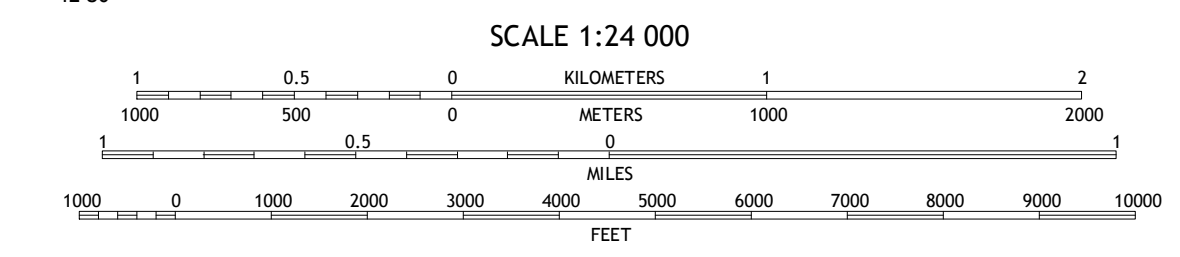 SCALE 1:24 000
1 0.5 0 KILOMETERS 1 2
1000 500 0 METERS 1000 2000
1 0.5 0 1
MILES
1000 0 1000 2000 3000 4000 5000 6000 7000 8000 9000 10000
FEET